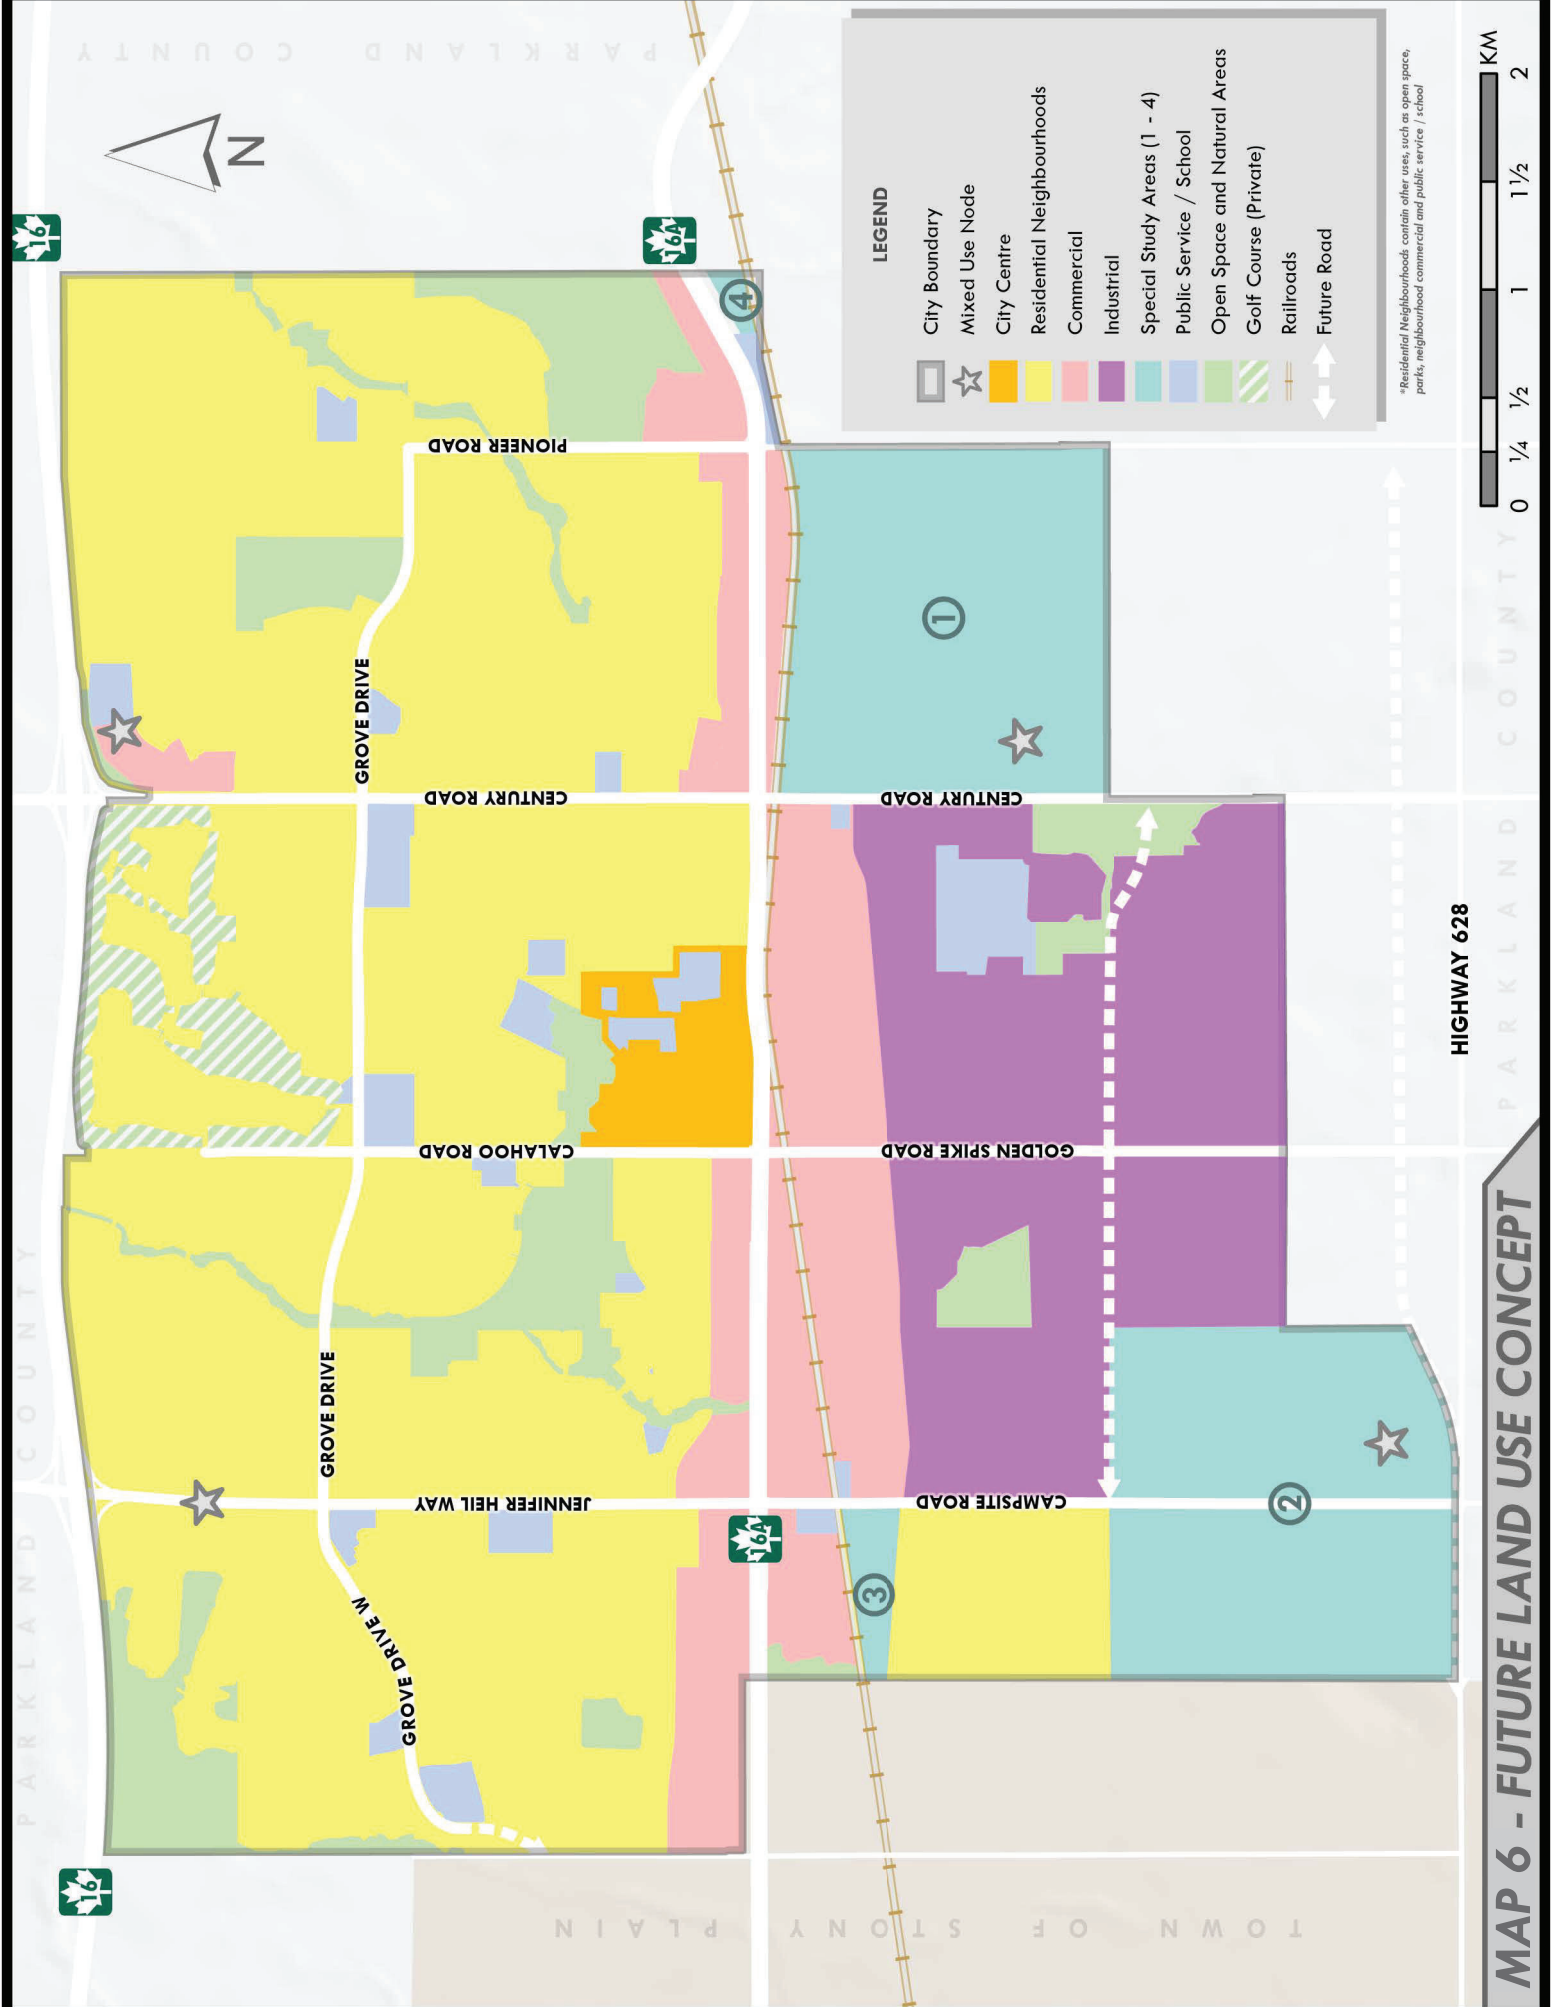 PARKLAND COUNTY
16
N
16A
PARKLAND COUNTY
16
GROVE DRIVE
GROVE DRIVE
GROVE DRIVE W
GROVE DRIVE
PIONEER ROAD
CENTURY ROAD
CALAHOO ROAD
JENNIFER HEIL WAY
16A
CENTURY ROAD
GOLDEN SPIKE ROAD
CAMPSITE ROAD
1
2
3
4
TOWN OF STONY PLAIN
HIGHWAY 628
PARKLAND COUNTY
LEGEND
City Boundary
Mixed Use Node
City Centre
Residential Neighbourhoods
Commercial
Industrial
Special Study Areas (1 - 4)
Public Service / School
Open Space and Natural Areas
Golf Course (Private)
Railroads
Future Road
*Residential Neighbourhoods contain other uses, such as open space,
parks, neighbourhood commercial and public service / school
0 ¼ ½ 1 1½ 2
KM
MAP 6 - FUTURE LAND USE CONCEPT